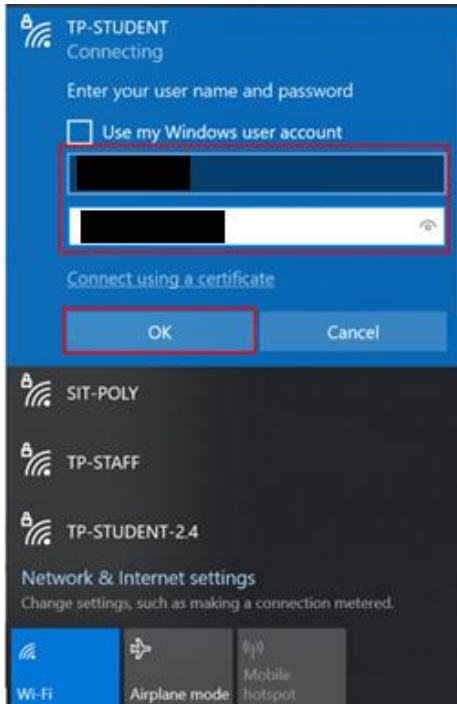 TP-STUDENT
Connecting
Enter your user name and password
Use my Windows user account
Connect using a certificate
OK Cancel
SIT-POLY
TP-STAFF
TP-STUDENT-2.4
Network & Internet settings
Change settings, such as making a connection metered.
Mobile
Wi-Fi Airplane mode hotspot